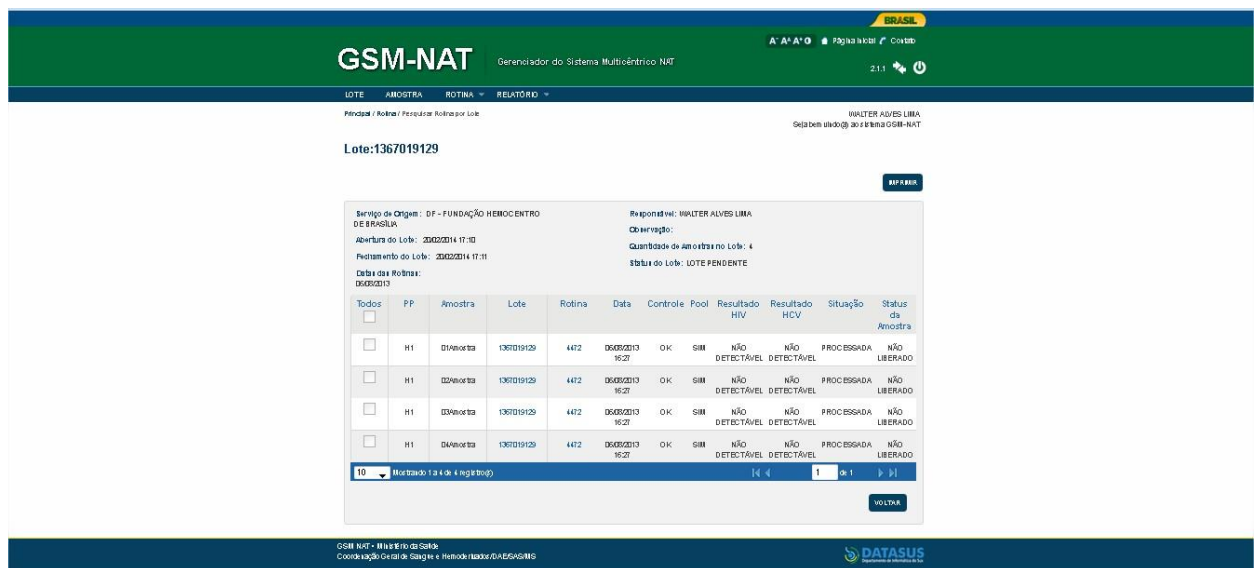 BRASIL
A- A+ A+ Página Inicial Contato
GSM-NAT Gerenciador do Sistema Multicêntrico NAT
2.1.1
LOTE AMOSTRA ROTINA RELATÓRIO
Principal / Rotina / Pesquisar Rotina por Lote
WALTER ALVES LIMA
Seja bem vindo(a) ao sistema GSM-NAT
Lote:1367019129
IMPRIMIR
Serviço de Origem: DF - FUNDAÇÃO HEMOCENTRO
DE BRASÍLIA
Responsável: WALTER ALVES LIMA
Observação:
Abertura do Lote: 20/02/2014 17:10
Quantidade de Amostras no Lote: 4
Fechamento do Lote: 20/02/2014 17:11
Status do Lote: LOTE PENDENTE
Datas das Rotinas:
06/08/2013
Todos PP Amostra Lote Rotina Data Controle Pool Resultado HIV Resultado HCV Situação Status da Amostra
H1 01Amostra 1367019129 4472 06/08/2013 16:27 OK SIM NÃO DETECTÁVEL NÃO DETECTÁVEL PROCESSADA NÃO LIBERADO
H1 02Amostra 1367019129 4472 06/08/2013 16:27 OK SIM NÃO DETECTÁVEL NÃO DETECTÁVEL PROCESSADA NÃO LIBERADO
H1 03Amostra 1367019129 4472 06/08/2013 16:27 OK SIM NÃO DETECTÁVEL NÃO DETECTÁVEL PROCESSADA NÃO LIBERADO
H1 04Amostra 1367019129 4472 06/08/2013 16:27 OK SIM NÃO DETECTÁVEL NÃO DETECTÁVEL PROCESSADA NÃO LIBERADO
10 Mostrando 1 a 4 de 4 registro(s) 1 de 1
VOLTAR
GSM NAT - Ministério da Saúde
Coordenação Geral de Sangue e Hemoderivados/DAE/SAS/MS
DATASUS
Departamento de Informática do SUS